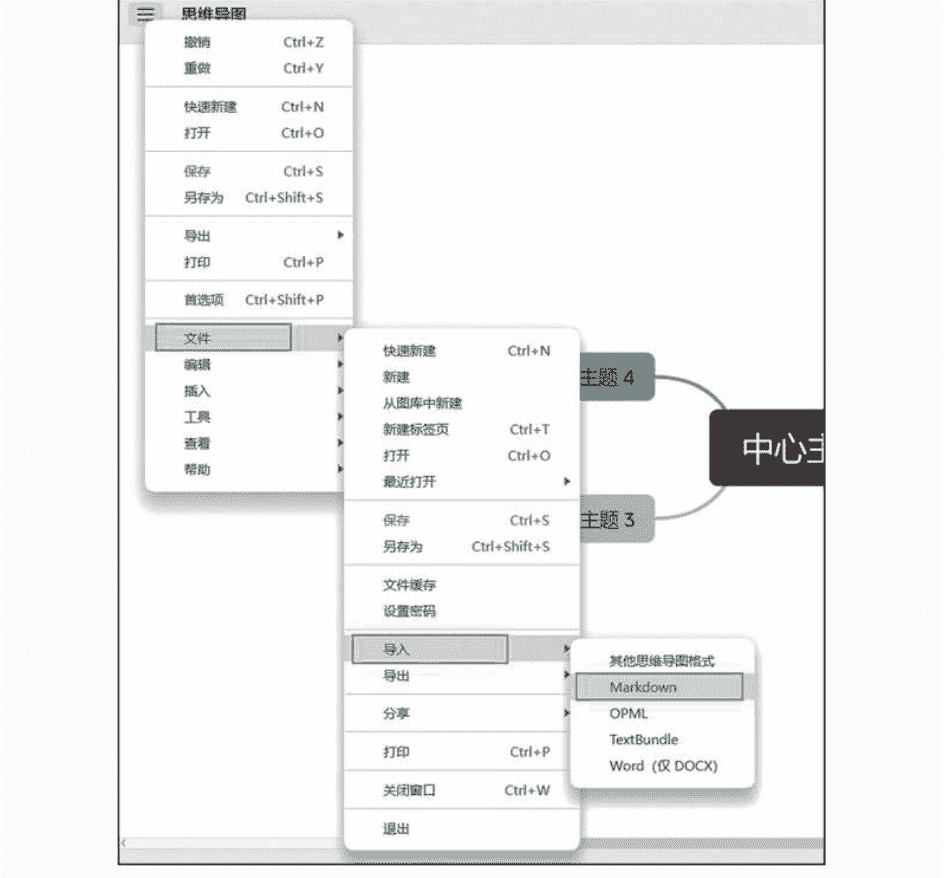 思维导图
撤销 Ctrl+Z
重做 Ctrl+Y
快速新建 Ctrl+N
打开 Ctrl+O
保存 Ctrl+S
另存为 Ctrl+Shift+S
导出
打印 Ctrl+P
首选项 Ctrl+Shift+P
文件
编辑
插入
工具
查看
帮助
快速新建 Ctrl+N
新建
从图库中新建
新建标签页 Ctrl+T
打开 Ctrl+O
最近打开
保存 Ctrl+S
另存为 Ctrl+Shift+S
文件缓存
设置密码
导入
导出
分享
打印 Ctrl+P
关闭窗口 Ctrl+W
退出
其他思维导图格式
Markdown
OPML
TextBundle
Word (仅 DOCX)
主题 4
中心主
主题 3